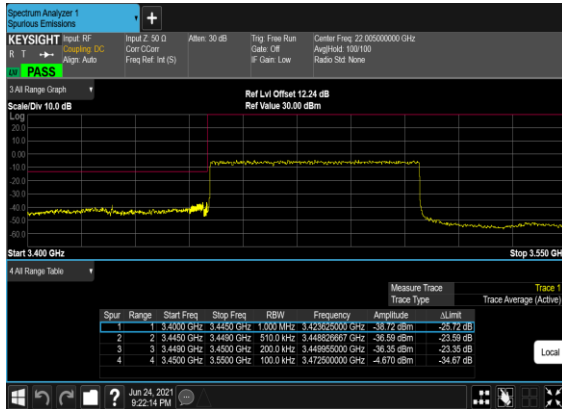 Spectrum Analyzer 1
Spurious Emissions
KEYSIGHT Input: RF Input Z: 50 Ω Atten: 30 dB Trig: Free Run Center Freq: 22.005000000 GHz
R T Coupling: DC Corr CCorr Gate: Off Avg|Hold: 100/100
Align: Auto Freq Ref: Int (S) IF Gain: Low Radio Std: None
PASS
3 All Range Graph
Ref Lvl Offset 12.24 dB
Scale/Div 10.0 dB Ref Value 30.00 dBm
Log
20.0
10.0
0.00
-10.0
-20.0
-30.0
-40.0
-50.0
-60.0
Start 3.400 GHz Stop 3.550 GH
4 All Range Table
Measure Trace Trace 1
Trace Type Trace Average (Active)
Spur Range Start Freq Stop Freq RBW Frequency Amplitude ΔLimit
1 1 3.4000 GHz 3.4450 GHz 1.000 MHz 3.423625000 GHz -38.72 dBm -25.72 dB
2 2 3.4450 GHz 3.4490 GHz 510.0 kHz 3.448826667 GHz -36.59 dBm -23.59 dB
3 3 3.4490 GHz 3.4500 GHz 200.0 kHz 3.449955000 GHz -36.35 dBm -23.35 dB
4 4 3.4500 GHz 3.5500 GHz 100.0 kHz 3.472500000 GHz -4.670 dBm -34.67 dB
Local
Jun 24, 2021
9:22:14 PM